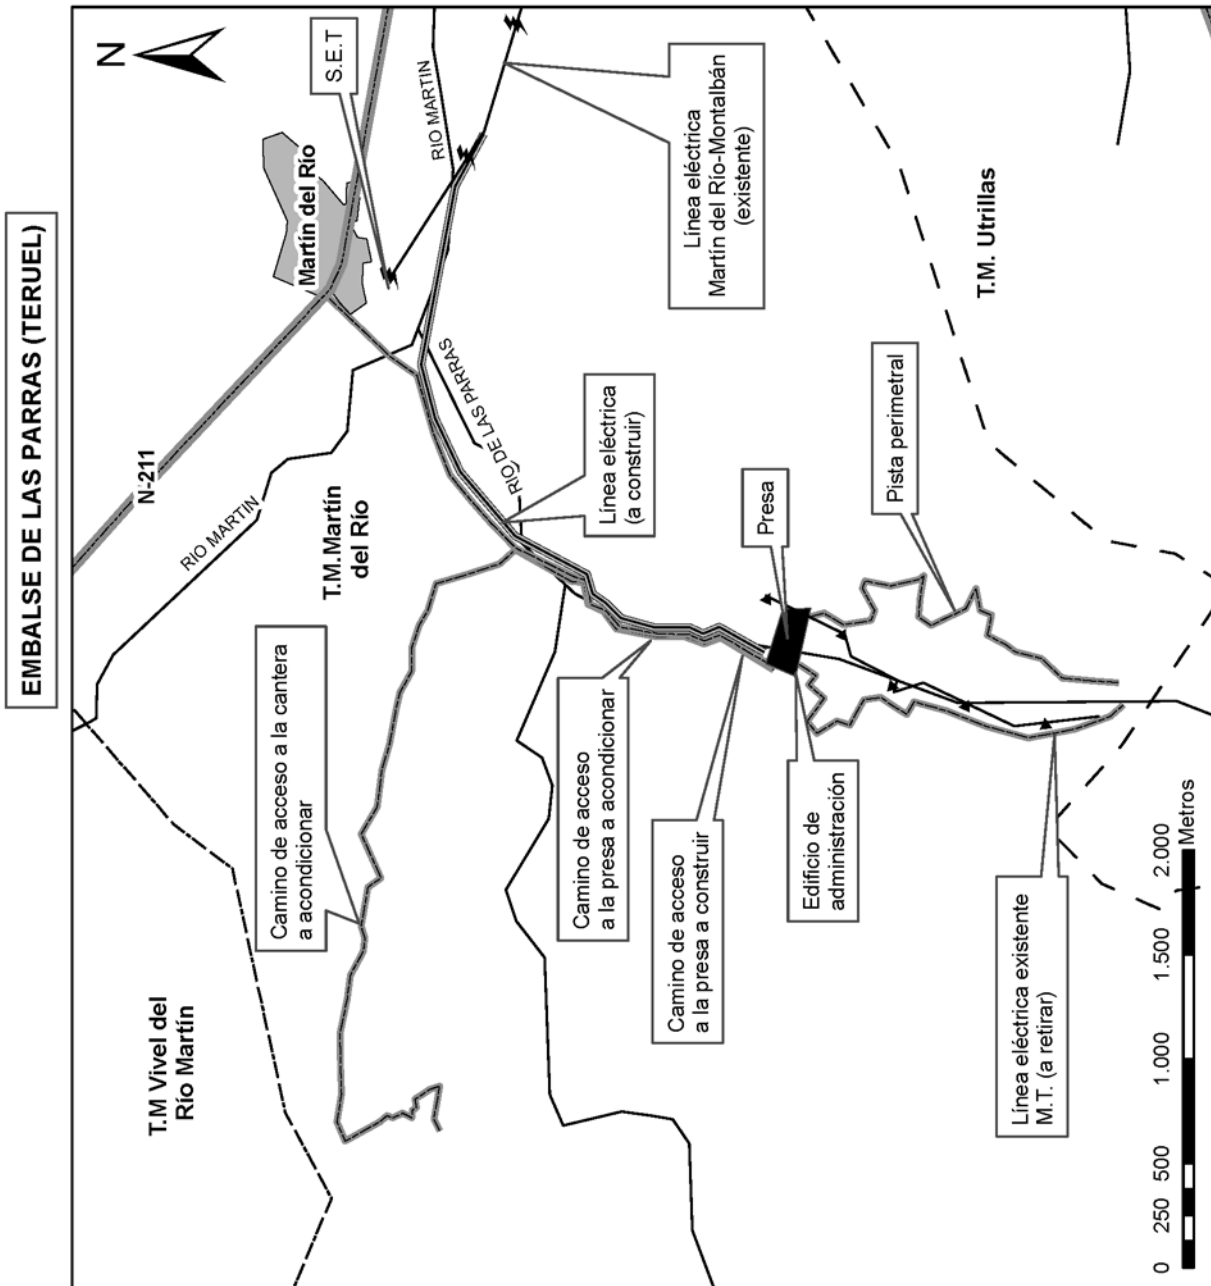 EMBALSE DE LAS PARRAS (TERUEL)
N
T.M Vivel del
Río Martín
Camino de acceso a la cantera
a acondicionar
RIO MARTIN
N-211
T.M.Martín
del Río
Martín del Río
S.E.T
RIO MARTIN
RIO DE LAS PARRAS
Línea eléctrica
(a construir)
Línea eléctrica
Martín del Río-Montalbán
(existente)
Camino de acceso
a la presa a acondicionar
Camino de acceso
a la presa a construir
Presa
Edificio de
administración
Pista perimetral
T.M. Utrillas
Línea eléctrica existente
M.T. (a retirar)
0 250 500 1.000 1.500 2.000
Metros